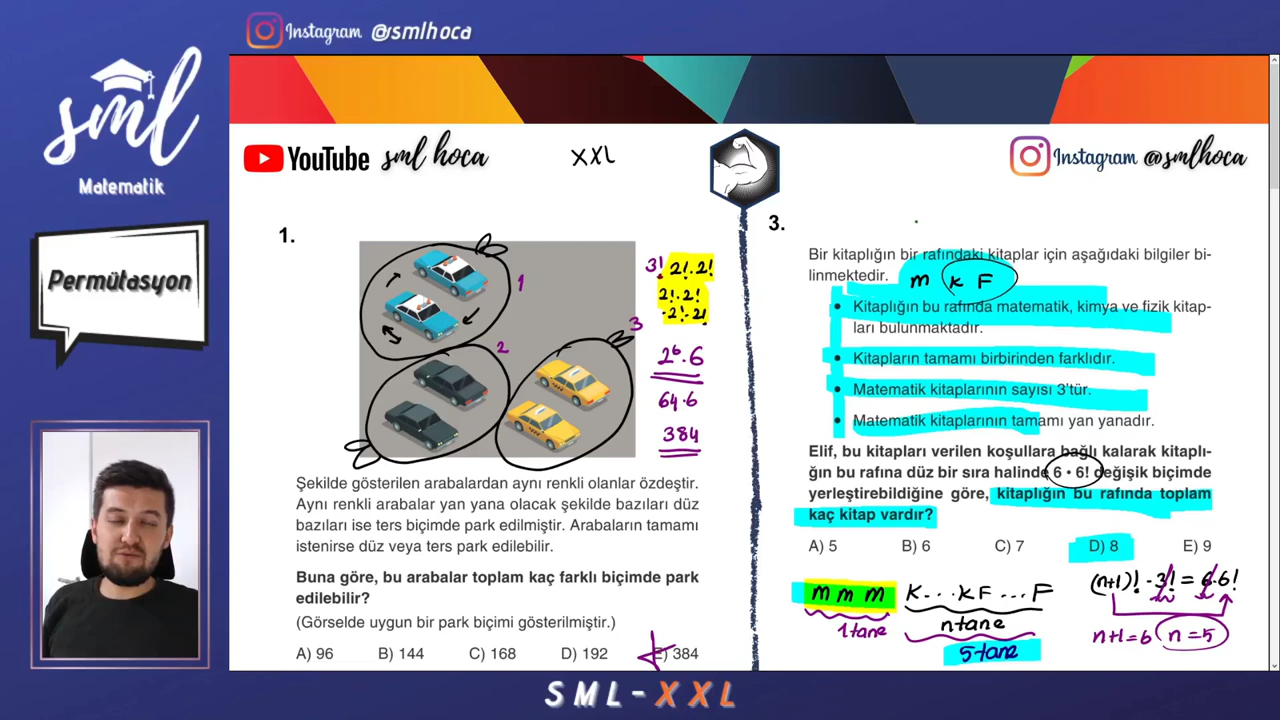 Instagram @smlhoca
sml
Matematik
Permütasyon
YouTube sml hoca
XXL
Instagram @smlhoca
1.
1
2
3
3! 2!.2!
2!.2!
.2!.2!
2⁶.6
64.6
384
Şekilde gösterilen arabalardan aynı renkli olanlar özdeştir.
Aynı renkli arabalar yan yana olacak şekilde bazıları düz
bazıları ise ters biçimde park edilmiştir. Arabaların tamamı
istenirse düz veya ters park edilebilir.
Buna göre, bu arabalar toplam kaç farklı biçimde park
edilebilir?
(Görselde uygun bir park biçimi gösterilmiştir.)
A) 96 B) 144 C) 168 D) 192 E) 384
3.
Bir kitaplığın bir rafındaki kitaplar için aşağıdaki bilgiler bi-
linmektedir.
m K F
• Kitaplığın bu rafında matematik, kimya ve fizik kitap-
ları bulunmaktadır.
• Kitapların tamamı birbirinden farklıdır.
• Matematik kitaplarının sayısı 3'tür.
• Matematik kitaplarının tamamı yan yanadır.
Elif, bu kitapları verilen koşullara bağlı kalarak kitaplı-
ğın bu rafına düz bir sıra halinde 6 • 6! değişik biçimde
yerleştirebildiğine göre, kitaplığın bu rafında toplam
kaç kitap vardır?
A) 5 B) 6 C) 7 D) 8 E) 9
m m m K...K F...F
1 tane
n tane
5 tane
(n+1)! . 3! = 6.6!
n+1=6 n=5
SML-XXL